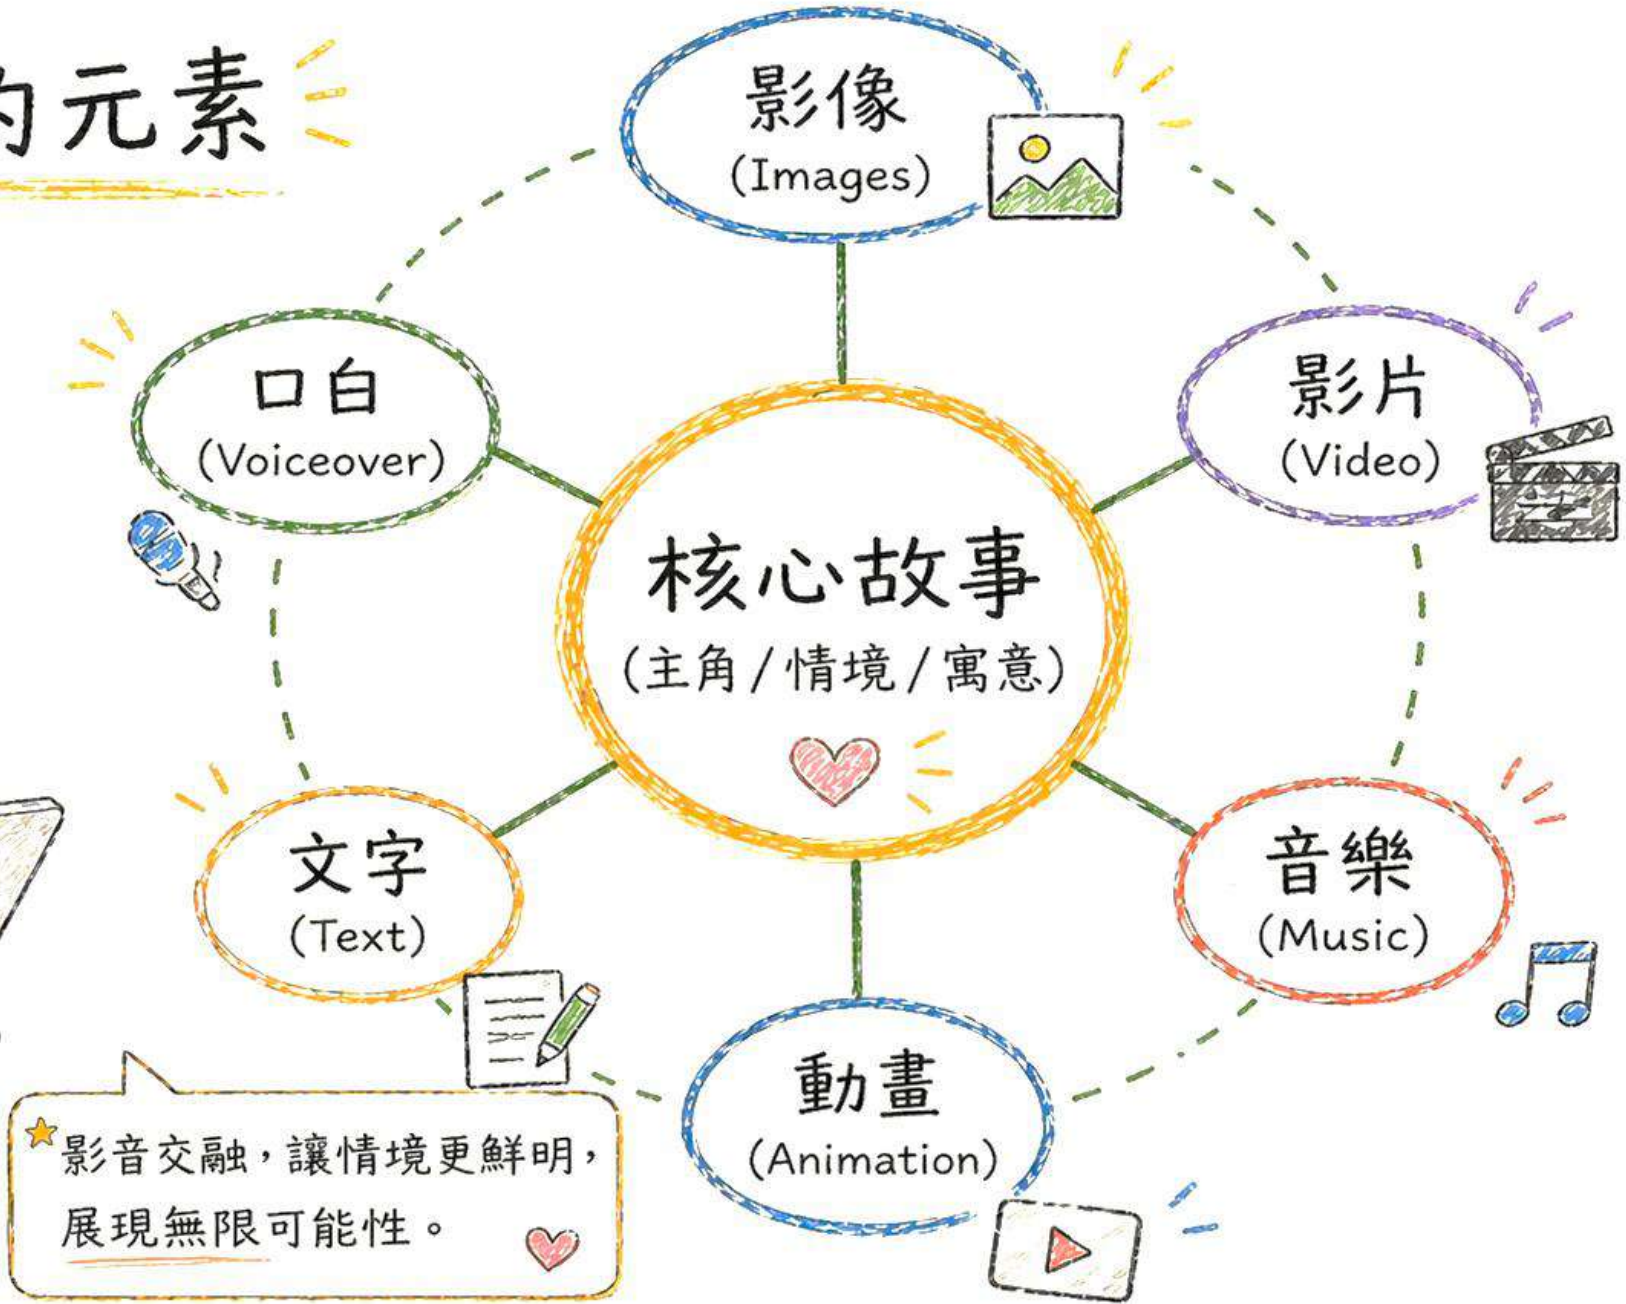 的元素
影像
(Images)
口白
(Voiceover)
影片
(Video)
核心故事
(主角/情境/寓意)
文字
(Text)
音樂
(Music)
動畫
(Animation)
影音交融，讓情境更鮮明，
展現無限可能性。